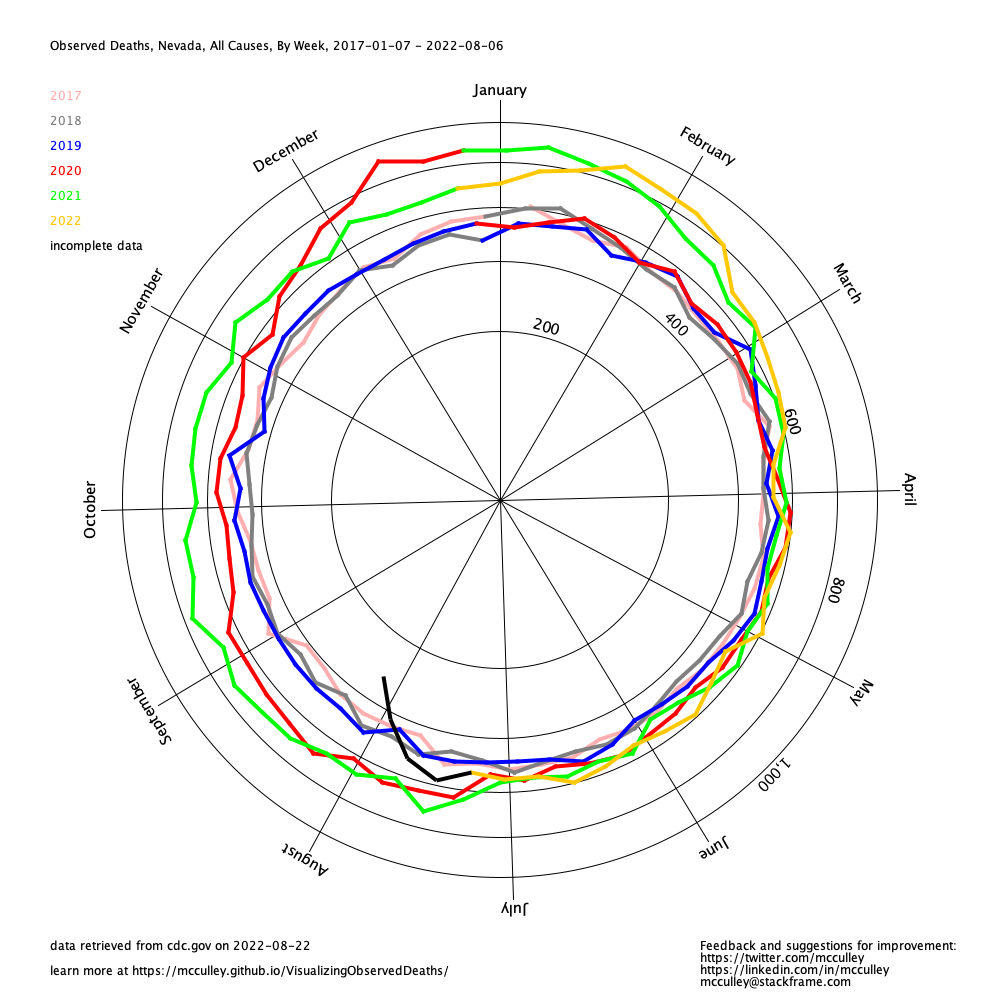 Observed Deaths, Nevada, All Causes, By Week, 2017-01-07 - 2022-08-06
January
2017
2018
2019
2020
2021
2022
incomplete data
December
February
November
March
200
400
600
October
April
800
September
May
1,000
August
June
July
data retrieved from cdc.gov on 2022-08-22
learn more at https://mcculley.github.io/VisualizingObservedDeaths/
Feedback and suggestions for improvement:
https://twitter.com/mcculley
https://linkedin.com/in/mcculley
mcculley@stackframe.com